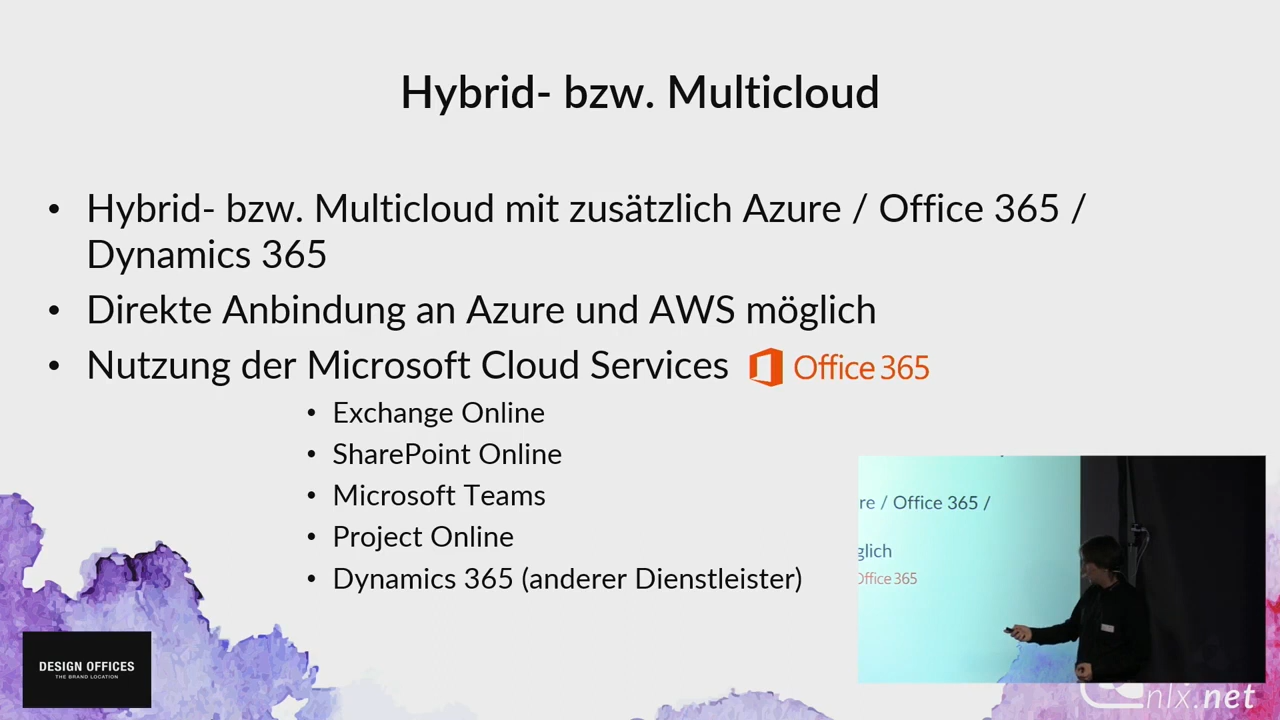 Hybrid- bzw. Multicloud
• Hybrid- bzw. Multicloud mit zusätzlich Azure / Office 365 /
Dynamics 365
• Direkte Anbindung an Azure und AWS möglich
• Nutzung der Microsoft Cloud Services Office 365
• Exchange Online
• SharePoint Online
• Microsoft Teams
• Project Online
• Dynamics 365 (anderer Dienstleister)
re / Office 365 /
glich
Office 365
DESIGN OFFICES
THE BRAND LOCATION
nlx.net